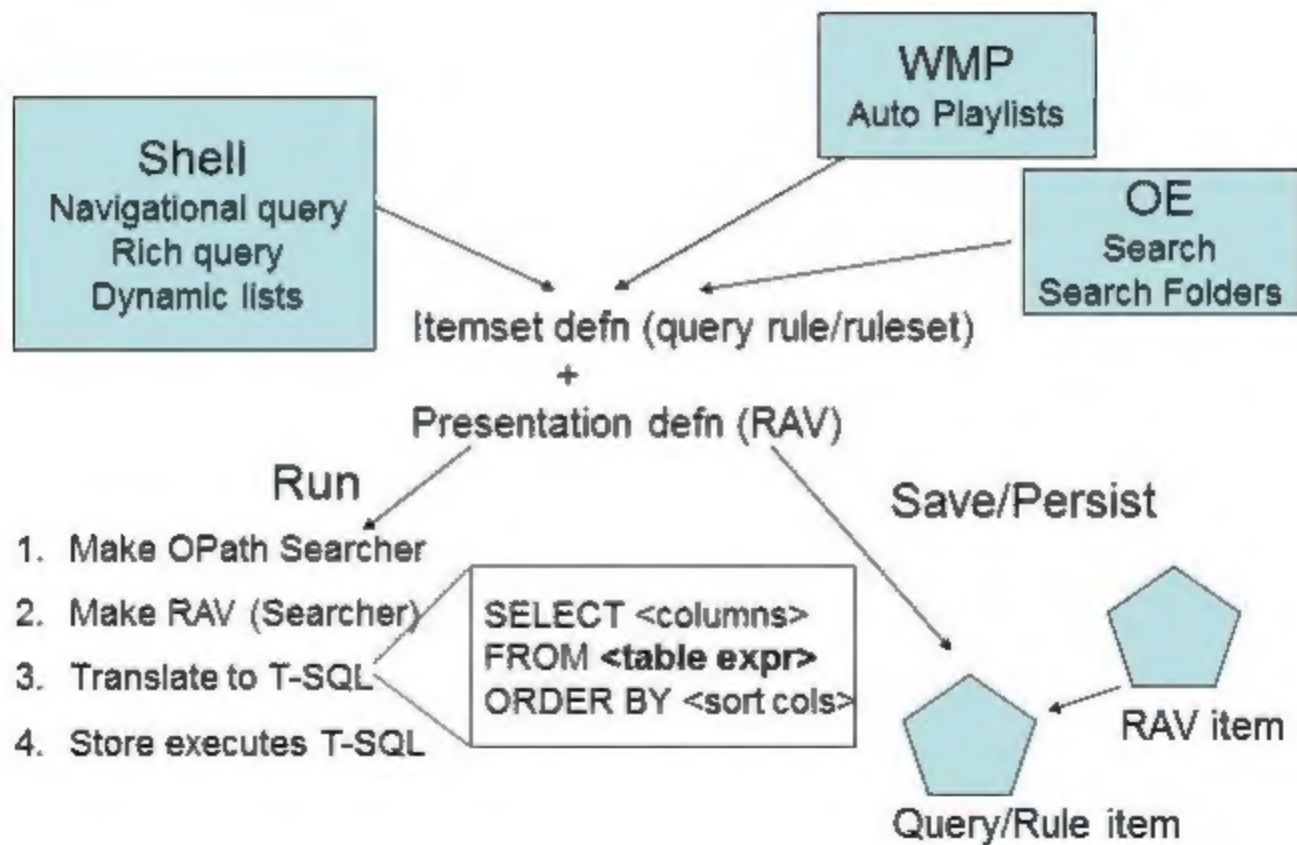 WMP
Auto Playlists
Shell
Navigational query
Rich query
Dynamic lists
OE
Search
Search Folders
Itemset defn (query rule/ruleset)
+
Presentation defn (RAV)
Run
Save/Persist
1. Make OPath Searcher
2. Make RAV (Searcher)
3. Translate to T-SQL
4. Store executes T-SQL
SELECT <columns>
FROM <table expr>
ORDER BY <sort cols>
RAV item
Query/Rule item